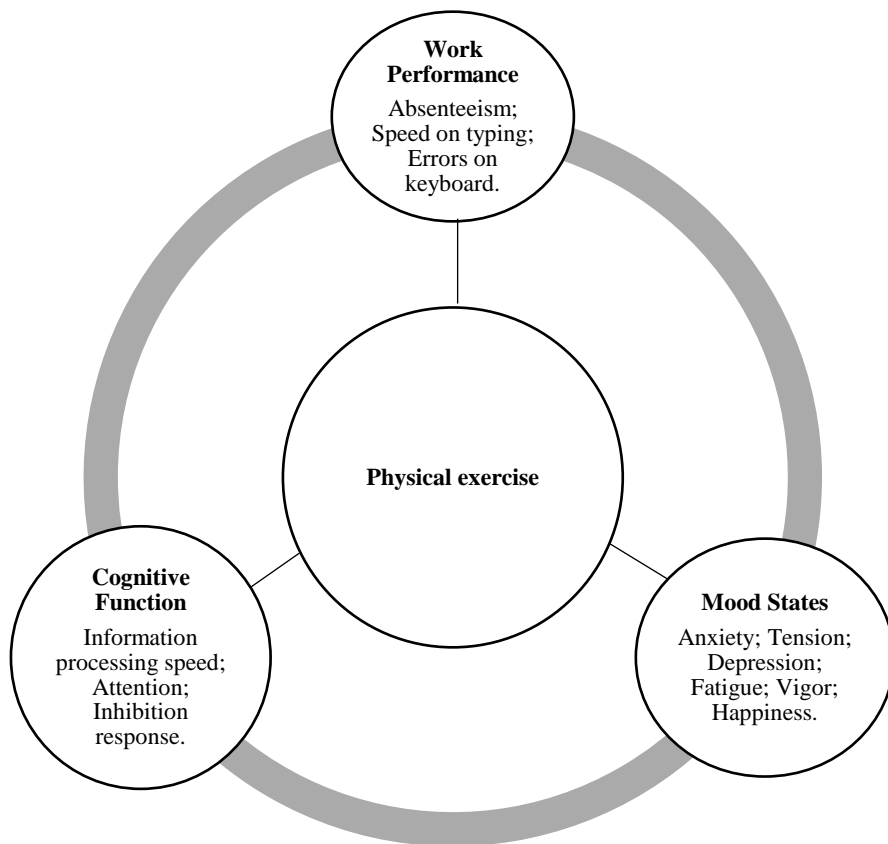 Work
Performance
Absenteeism;
Speed on typing;
Errors on
keyboard.
Physical exercise
Cognitive
Function
Information
processing speed;
Attention;
Inhibition
response.
Mood States
Anxiety; Tension;
Depression;
Fatigue; Vigor;
Happiness.